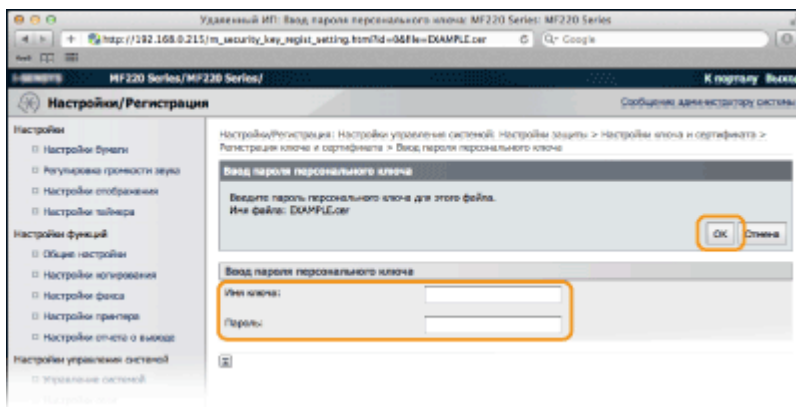 Удаленный ИП: Ввод пароля персонального ключа: MF220 Series: MF220 Series
http://192.168.0.215/m_security_key_regist_setting.html?id=0&file=EXAMPLE.cer
Google
MF220 Series/MF220 Series/
К порталу
Настройки/Регистрация
Сообщение администратору системы
Настройки
Настройки бумаги
Регулировка громкости звука
Настройки отображения
Настройки таймера
Настройки функций
Общие настройки
Настройки копирования
Настройки факса
Настройки принтера
Настройки отчета о выводе
Настройки управления системой
Управление системой
Настройки/Регистрация: Настройки управления системой: Настройки защиты > Настройки ключа и сертификата >
Регистрация ключа и сертификата > Ввод пароля персонального ключа
Ввод пароля персонального ключа
Введите пароль персонального ключа для этого файла.
Имя файла: EXAMPLE.cer
OK
Отмена
Ввод пароля персонального ключа
Имя ключа:
Пароль: